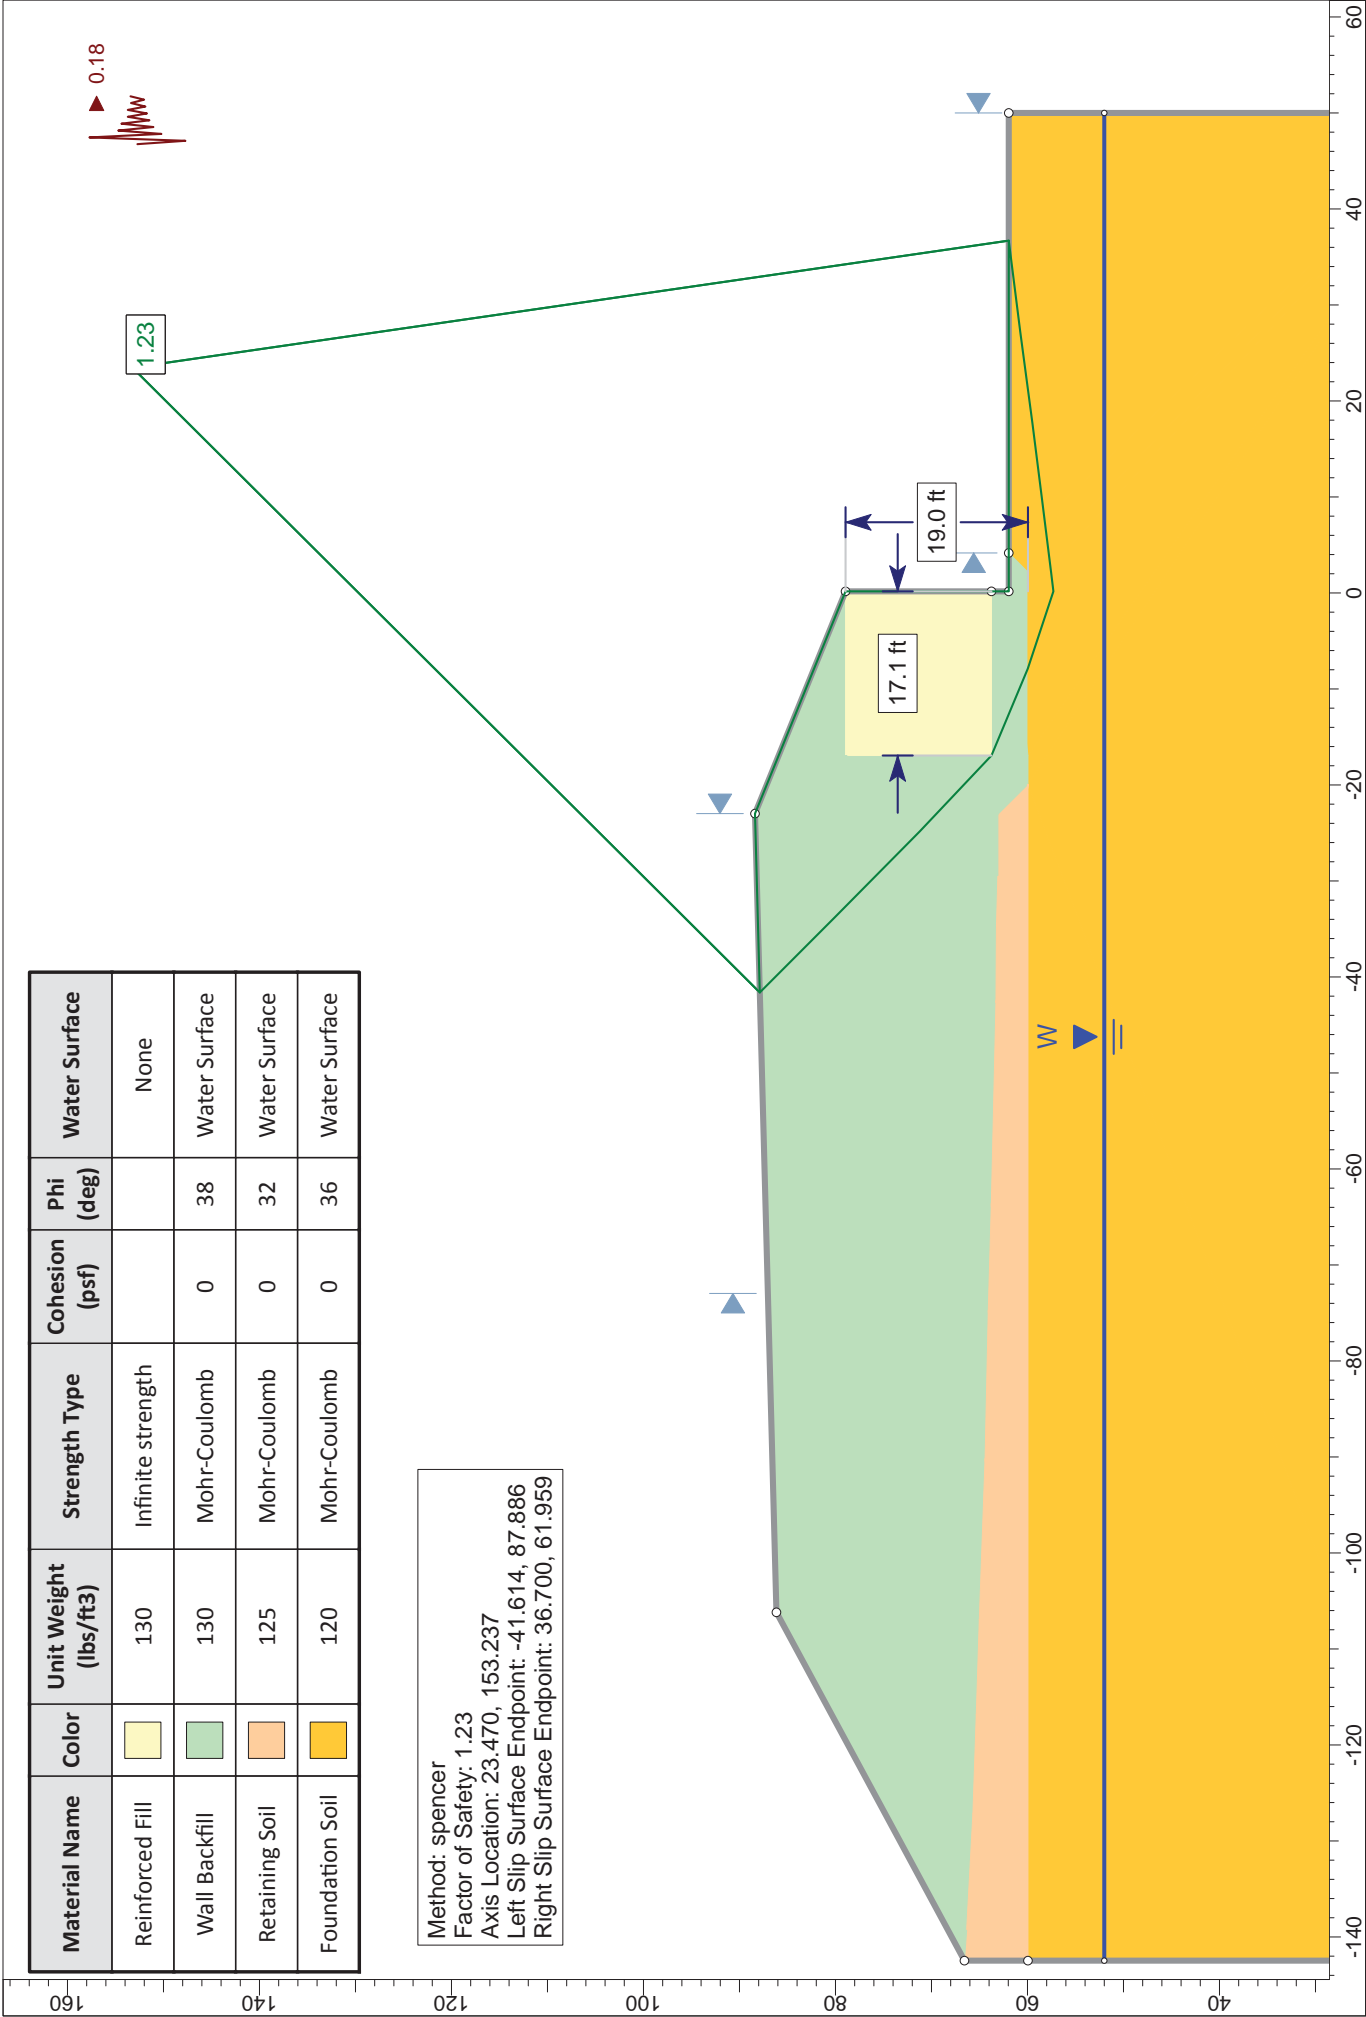 Material Name Color Unit Weight (lbs/ft3) Strength Type Cohesion (psf) Phi (deg) Water Surface
Reinforced Fill 130 Infinite strength None
Wall Backfill 130 Mohr-Coulomb 0 38 Water Surface
Retaining Soil 125 Mohr-Coulomb 0 32 Water Surface
Foundation Soil 120 Mohr-Coulomb 0 36 Water Surface
0.18
1.23
Method: spencer
Factor of Safety: 1.23
Axis Location: 23.470, 153.237
Left Slip Surface Endpoint: -41.614, 87.886
Right Slip Surface Endpoint: 36.700, 61.959
17.1 ft
19.0 ft
W
160
140
120
100
80
60
40
-140 -120 -100 -80 -60 -40 -20 0 20 40 60